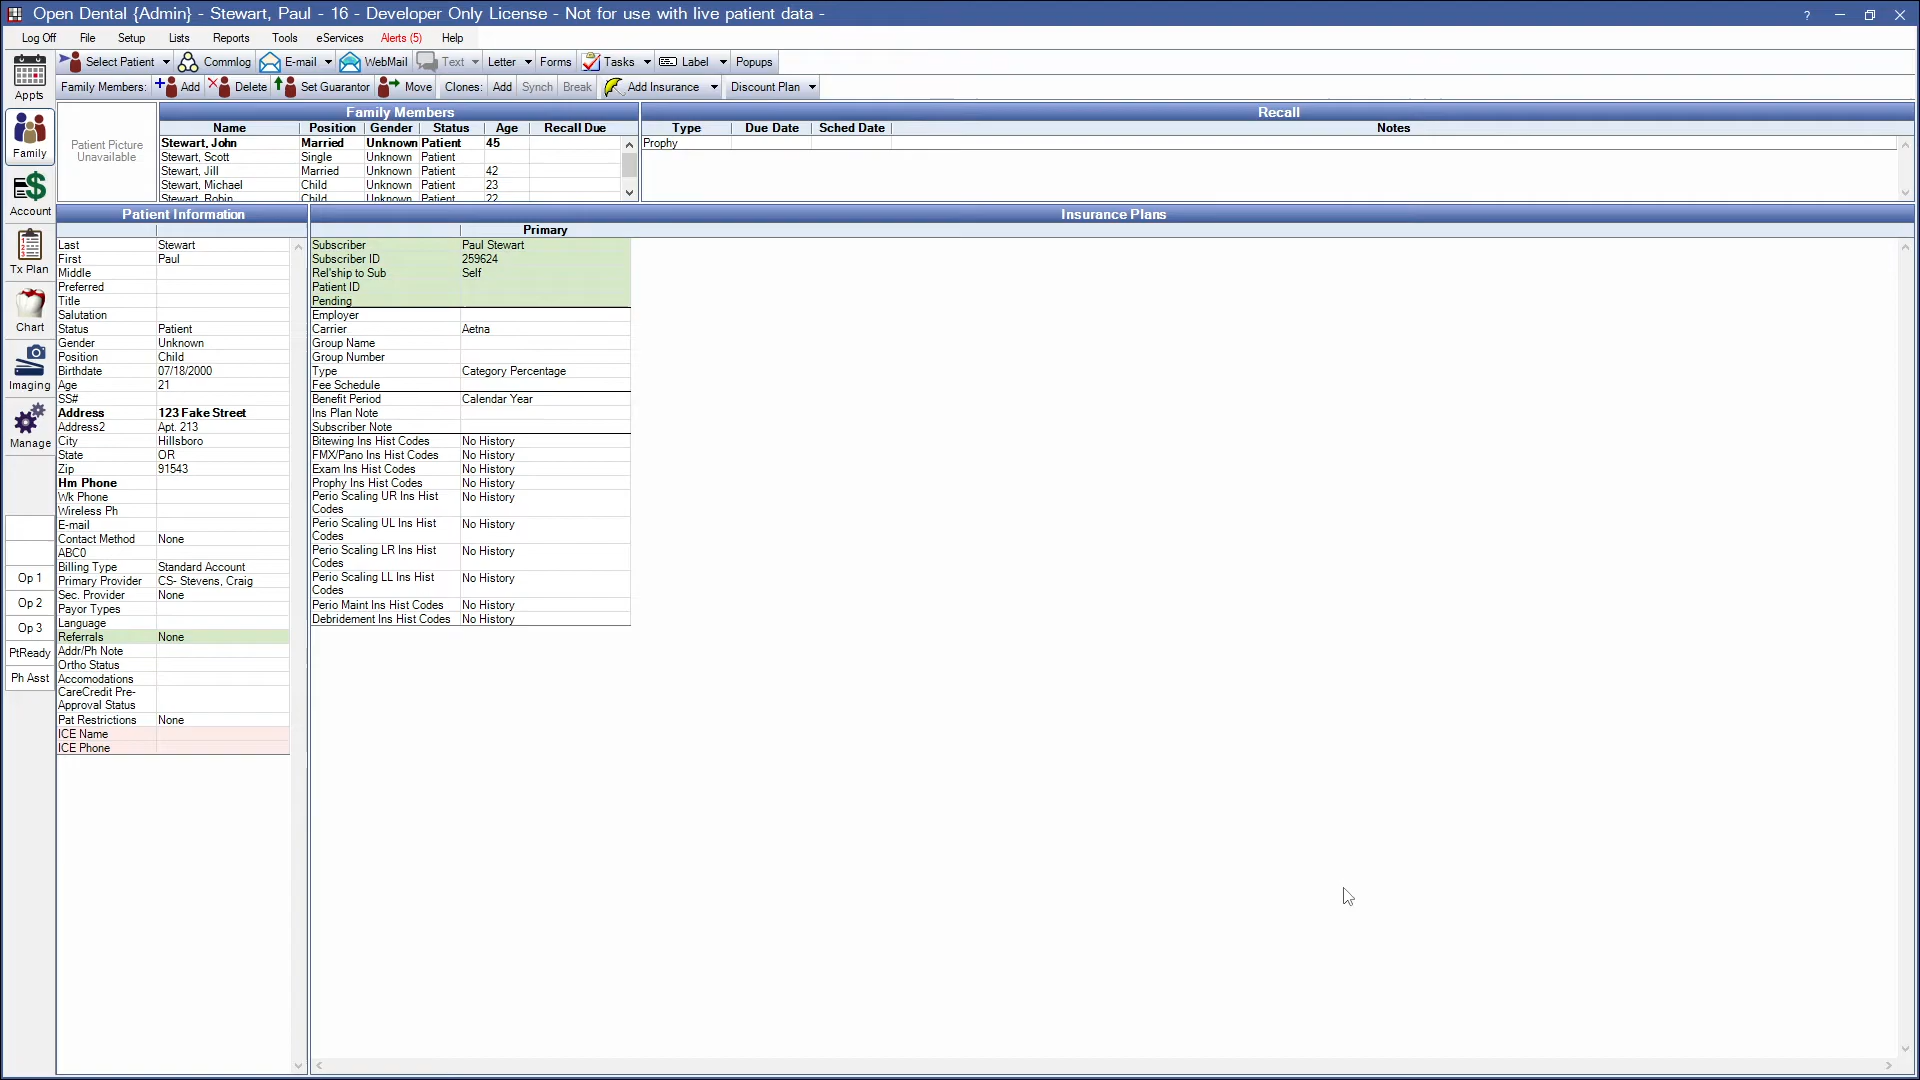 Open Dental {Admin} - Stewart, Paul - 16 - Developer Only License - Not for use with live patient data -
Log Off File Setup Lists Reports Tools eServices Alerts (5) Help
Select Patient Commlog E-mail WebMail Text Letter Forms Tasks Label Popups
Family Members: Add Delete Set Guarantor Move Clones: Add Synch Break Add Insurance Discount Plan
Appts
Family
Account
Tx Plan
Chart
Imaging
Manage
Op 1
Op 2
Op 3
PtReady
Ph Asst
Patient Picture
Unavailable
Family Members
Name Position Gender Status Age Recall Due
Stewart, John Married Unknown Patient 45
Stewart, Scott Single Unknown Patient
Stewart, Jill Married Unknown Patient 42
Stewart, Michael Child Unknown Patient 23
Stewart, Robin Child Unknown Patient 22
Recall
Type Due Date Sched Date Notes
Prophy
Patient Information
Last Stewart
First Paul
Middle
Preferred
Title
Salutation
Status Patient
Gender Unknown
Position Child
Birthdate 07/18/2000
Age 21
SS#
Address 123 Fake Street
Address2 Apt. 213
City Hillsboro
State OR
Zip 91543
Hm Phone
Wk Phone
Wireless Ph
E-mail
Contact Method None
ABC0
Billing Type Standard Account
Primary Provider CS- Stevens, Craig
Sec. Provider None
Payor Types
Language
Referrals None
Addr/Ph Note
Ortho Status
Accomodations
CareCredit Pre-
Approval Status
Pat Restrictions None
ICE Name
ICE Phone
Insurance Plans
Primary
Subscriber Paul Stewart
Subscriber ID 259624
Rel'ship to Sub Self
Patient ID
Pending
Employer
Carrier Aetna
Group Name
Group Number
Type Category Percentage
Fee Schedule
Benefit Period Calendar Year
Ins Plan Note
Subscriber Note
Bitewing Ins Hist Codes No History
FMX/Pano Ins Hist Codes No History
Exam Ins Hist Codes No History
Prophy Ins Hist Codes No History
Perio Scaling UR Ins Hist No History
Codes
Perio Scaling UL Ins Hist No History
Codes
Perio Scaling LR Ins Hist No History
Codes
Perio Scaling LL Ins Hist No History
Codes
Perio Maint Ins Hist Codes No History
Debridement Ins Hist Codes No History